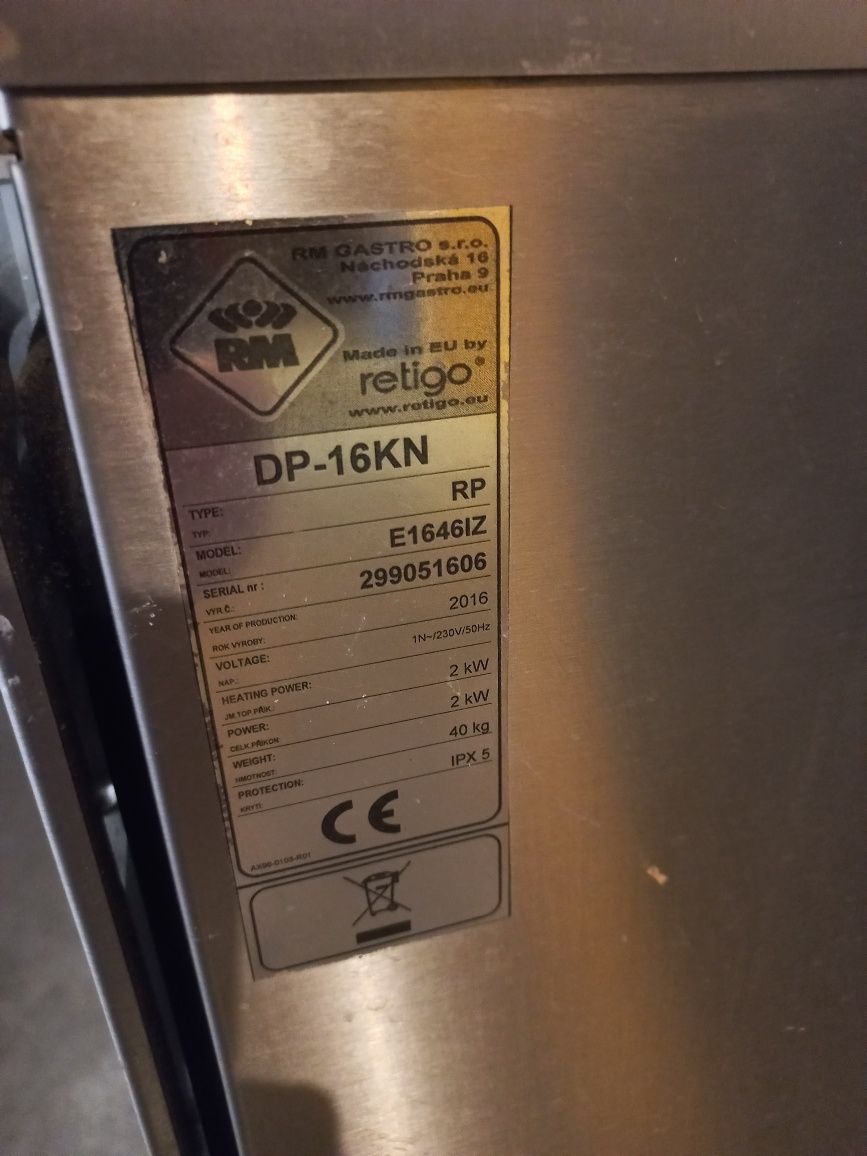 RM GASTRO s.r.o.
Náchodská 16
Praha 9
www.rmgastro.eu
RM
Made in EU by
retigo®
www.retigo.eu
DP-16KN
TYPE: RP
TYP:
MODEL: E1646IZ
MODEL:
SERIAL nr : 299051606
VÝR Č.:
YEAR OF PRODUCTION: 2016
ROK VÝROBY:
VOLTAGE: 1N~/230V/50Hz
NAP.:
HEATING POWER: 2 kW
JM.TOP.PŘÍK.:
POWER: 2 kW
CELK.PŘÍKON:
WEIGHT: 40 kg
HMOTNOST:
PROTECTION: IPX 5
KRYTÍ:
CE
AX00-0105-R01